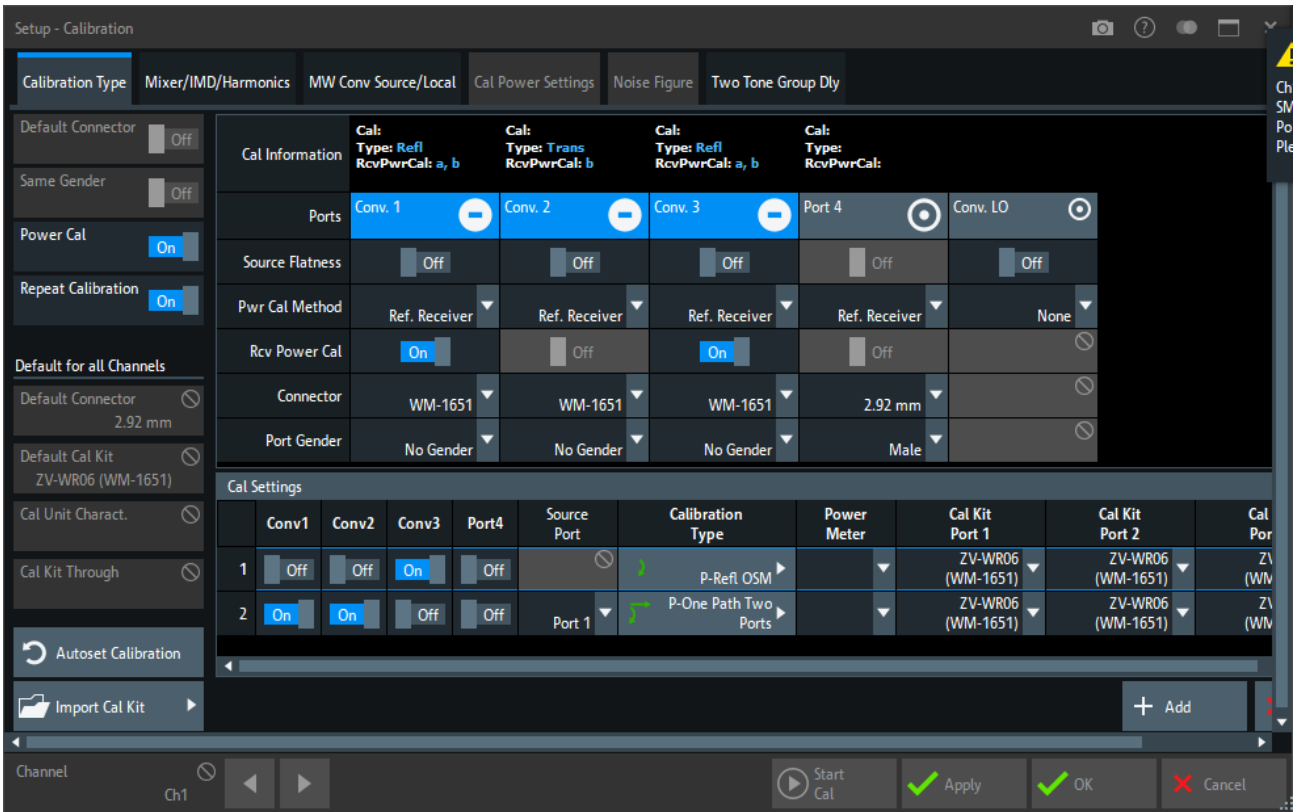 Setup - Calibration
Calibration Type Mixer/IMD/Harmonics MW Conv Source/Local Cal Power Settings Noise Figure Two Tone Group Dly
Ch
SM
Po
Ple
Default Connector Off
Same Gender Off
Power Cal On
Repeat Calibration On
Default for all Channels
Default Connector
2.92 mm
Default Cal Kit
ZV-WR06 (WM-1651)
Cal Unit Charact.
Cal Kit Through
Autoset Calibration
Import Cal Kit
Cal Information
Cal:
Type: Refl
RcvPwrCal: a, b
Cal:
Type: Trans
RcvPwrCal: b
Cal:
Type: Refl
RcvPwrCal: a, b
Cal:
Type:
RcvPwrCal:
Ports Conv. 1 Conv. 2 Conv. 3 Port 4 Conv. LO
Source Flatness Off Off Off Off Off
Pwr Cal Method Ref. Receiver Ref. Receiver Ref. Receiver Ref. Receiver None
Rcv Power Cal On Off On Off
Connector WM-1651 WM-1651 WM-1651 2.92 mm
Port Gender No Gender No Gender No Gender Male
Cal Settings
Conv1 Conv2 Conv3 Port4
Source
Port
Calibration
Type
Power
Meter
Cal Kit
Port 1
Cal Kit
Port 2
Cal
Por
1 Off Off On Off
P-Refl OSM
ZV-WR06
(WM-1651)
ZV-WR06
(WM-1651)
ZV
(WM
2 On On Off Off Port 1
P-One Path Two
Ports
ZV-WR06
(WM-1651)
ZV-WR06
(WM-1651)
ZV
(WM
+ Add
Channel
Ch1
Start
Cal
Apply
OK
Cancel